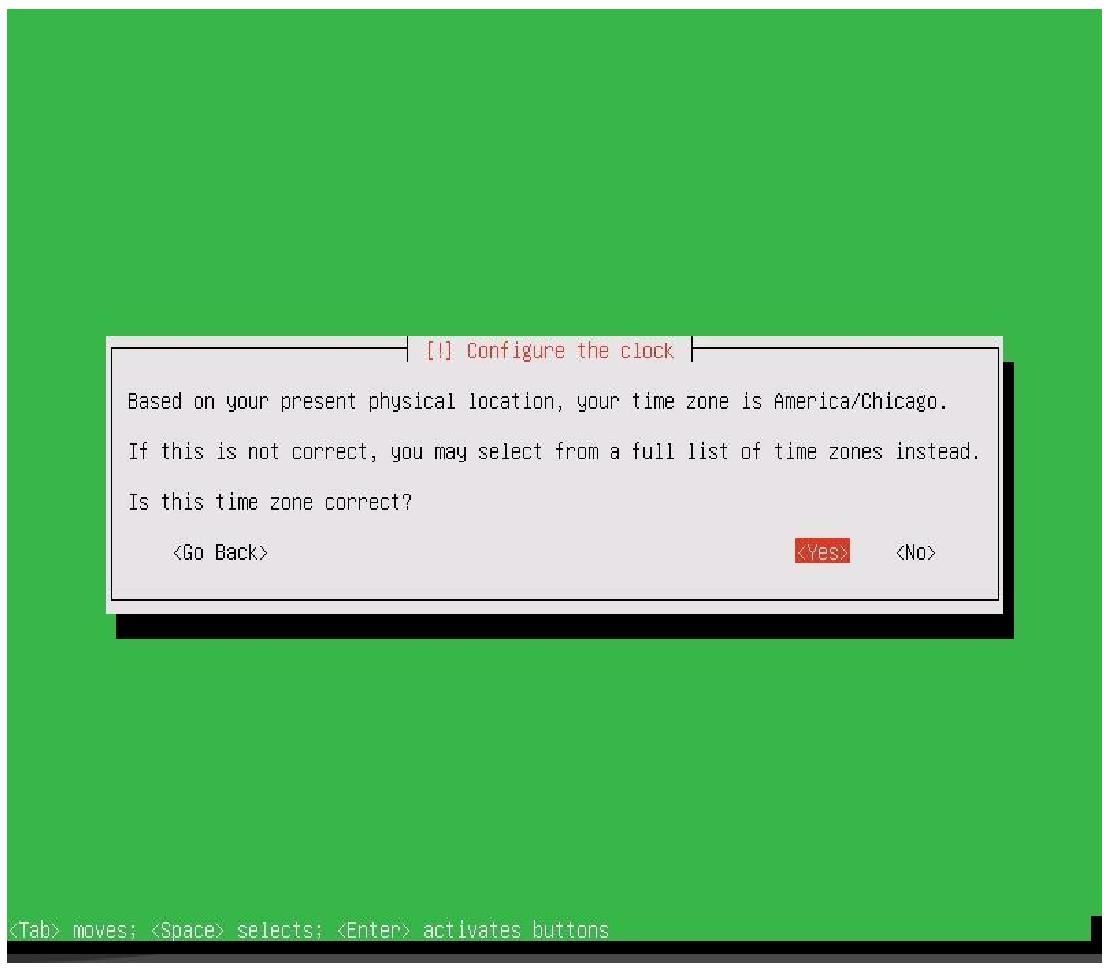 [!] Configure the clock
Based on your present physical location, your time zone is America/Chicago.
If this is not correct, you may select from a full list of time zones instead.
Is this time zone correct?
<Go Back> <Yes> <No>
<Tab> moves; <Space> selects; <Enter> activates buttons